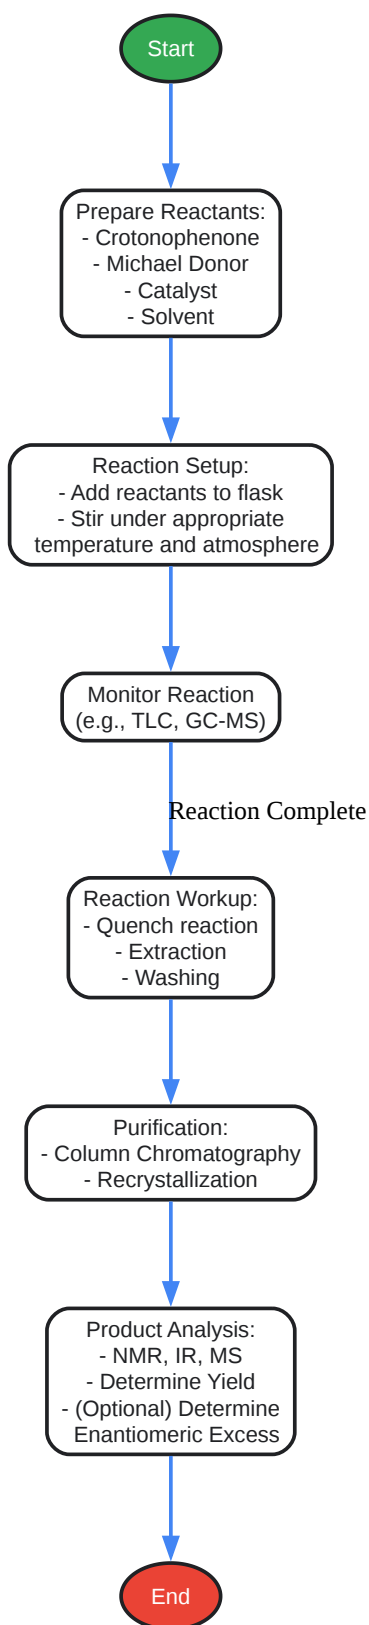 Start
Prepare Reactants:
- Crotonophenone
- Michael Donor
- Catalyst
- Solvent
Reaction Setup:
- Add reactants to flask
- Stir under appropriate
temperature and atmosphere
Monitor Reaction
(e.g., TLC, GC-MS)
Reaction Complete
Reaction Workup:
- Quench reaction
- Extraction
- Washing
Purification:
- Column Chromatography
- Recrystallization
Product Analysis:
- NMR, IR, MS
- Determine Yield
- (Optional) Determine
Enantiomeric Excess
End